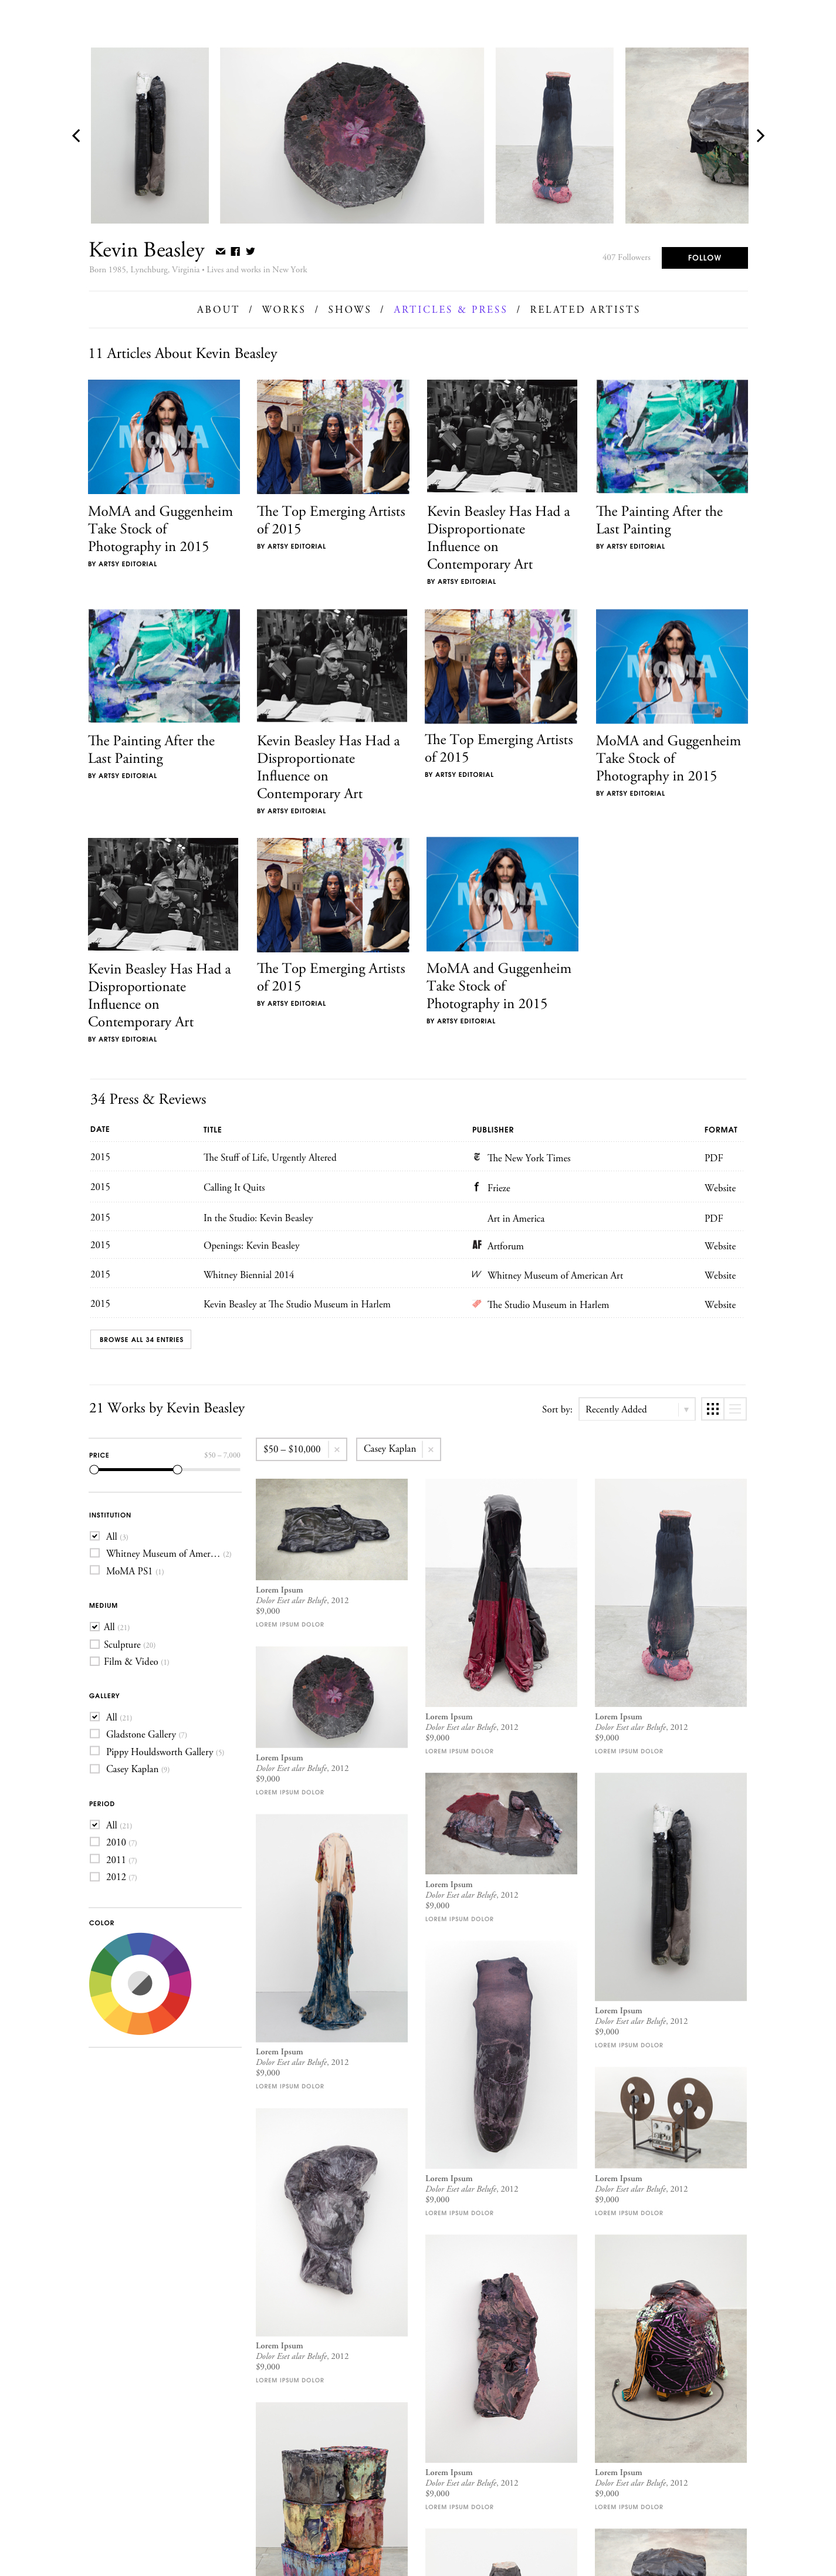 Kevin Beasley
Born 1985, Lynchburg, Virginia • Lives and works in New York
407 Followers
FOLLOW
ABOUT / WORKS / SHOWS / ARTICLES & PRESS / RELATED ARTISTS
11 Articles About Kevin Beasley
MoMA
MoMA and Guggenheim
Take Stock of
Photography in 2015
BY ARTSY EDITORIAL
The Top Emerging Artists
of 2015
BY ARTSY EDITORIAL
Kevin Beasley Has Had a
Disproportionate
Influence on
Contemporary Art
BY ARTSY EDITORIAL
The Painting After the
Last Painting
BY ARTSY EDITORIAL
The Painting After the
Last Painting
BY ARTSY EDITORIAL
Kevin Beasley Has Had a
Disproportionate
Influence on
Contemporary Art
BY ARTSY EDITORIAL
The Top Emerging Artists
of 2015
BY ARTSY EDITORIAL
MoMA
MoMA and Guggenheim
Take Stock of
Photography in 2015
BY ARTSY EDITORIAL
Kevin Beasley Has Had a
Disproportionate
Influence on
Contemporary Art
BY ARTSY EDITORIAL
The Top Emerging Artists
of 2015
BY ARTSY EDITORIAL
MoMA
MoMA and Guggenheim
Take Stock of
Photography in 2015
BY ARTSY EDITORIAL
34 Press & Reviews
DATE TITLE PUBLISHER FORMAT
2015 The Stuff of Life, Urgently Altered The New York Times PDF
2015 Calling It Quits f Frieze Website
2015 In the Studio: Kevin Beasley Art in America PDF
2015 Openings: Kevin Beasley AF Artforum Website
2015 Whitney Biennial 2014 W Whitney Museum of American Art Website
2015 Kevin Beasley at The Studio Museum in Harlem The Studio Museum in Harlem Website
BROWSE ALL 34 ENTRIES
21 Works by Kevin Beasley
Sort by: Recently Added
PRICE $50 – 7,000
INSTITUTION
All (3)
Whitney Museum of Amer… (2)
MoMA PS1 (1)
MEDIUM
All (21)
Sculpture (20)
Film & Video (1)
GALLERY
All (21)
Gladstone Gallery (7)
Pippy Houldsworth Gallery (5)
Casey Kaplan (9)
PERIOD
All (21)
2010 (7)
2011 (7)
2012 (7)
COLOR
$50 – $10,000 × Casey Kaplan ×
Lorem Ipsum
Dolor Eset alar Belufe, 2012
$9,000
LOREM IPSUM DOLOR
Lorem Ipsum
Dolor Eset alar Belufe, 2012
$9,000
LOREM IPSUM DOLOR
Lorem Ipsum
Dolor Eset alar Belufe, 2012
$9,000
LOREM IPSUM DOLOR
Lorem Ipsum
Dolor Eset alar Belufe, 2012
$9,000
LOREM IPSUM DOLOR
Lorem Ipsum
Dolor Eset alar Belufe, 2012
$9,000
LOREM IPSUM DOLOR
Lorem Ipsum
Dolor Eset alar Belufe, 2012
$9,000
LOREM IPSUM DOLOR
Lorem Ipsum
Dolor Eset alar Belufe, 2012
$9,000
LOREM IPSUM DOLOR
Lorem Ipsum
Dolor Eset alar Belufe, 2012
$9,000
LOREM IPSUM DOLOR
Lorem Ipsum
Dolor Eset alar Belufe, 2012
$9,000
LOREM IPSUM DOLOR
Lorem Ipsum
Dolor Eset alar Belufe, 2012
$9,000
LOREM IPSUM DOLOR
Lorem Ipsum
Dolor Eset alar Belufe, 2012
$9,000
LOREM IPSUM DOLOR
Lorem Ipsum
Dolor Eset alar Belufe, 2012
$9,000
LOREM IPSUM DOLOR